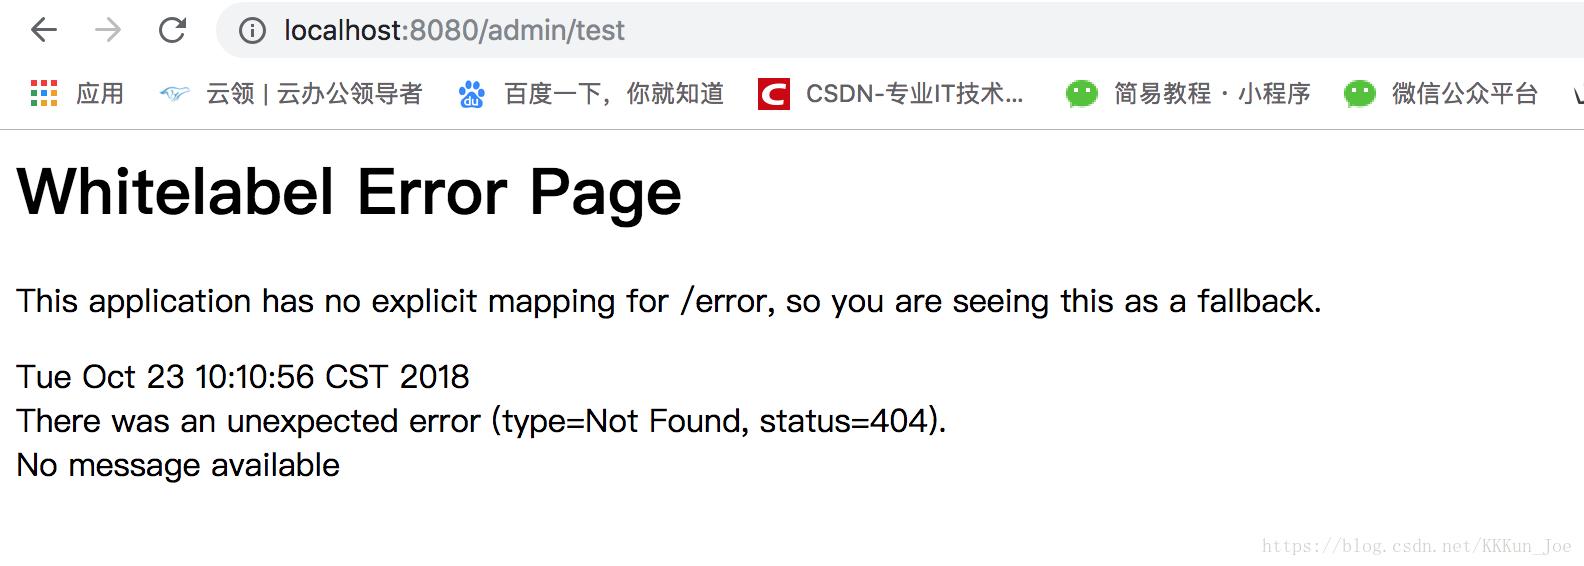 localhost:8080/admin/test
应用 云领 | 云办公领导者 百度一下，你就知道 CSDN-专业IT技术... 简易教程 · 小程序 微信公众平台
Whitelabel Error Page
This application has no explicit mapping for /error, so you are seeing this as a fallback.
Tue Oct 23 10:10:56 CST 2018
There was an unexpected error (type=Not Found, status=404).
No message available
https://blog.csdn.net/KKKun_Joe